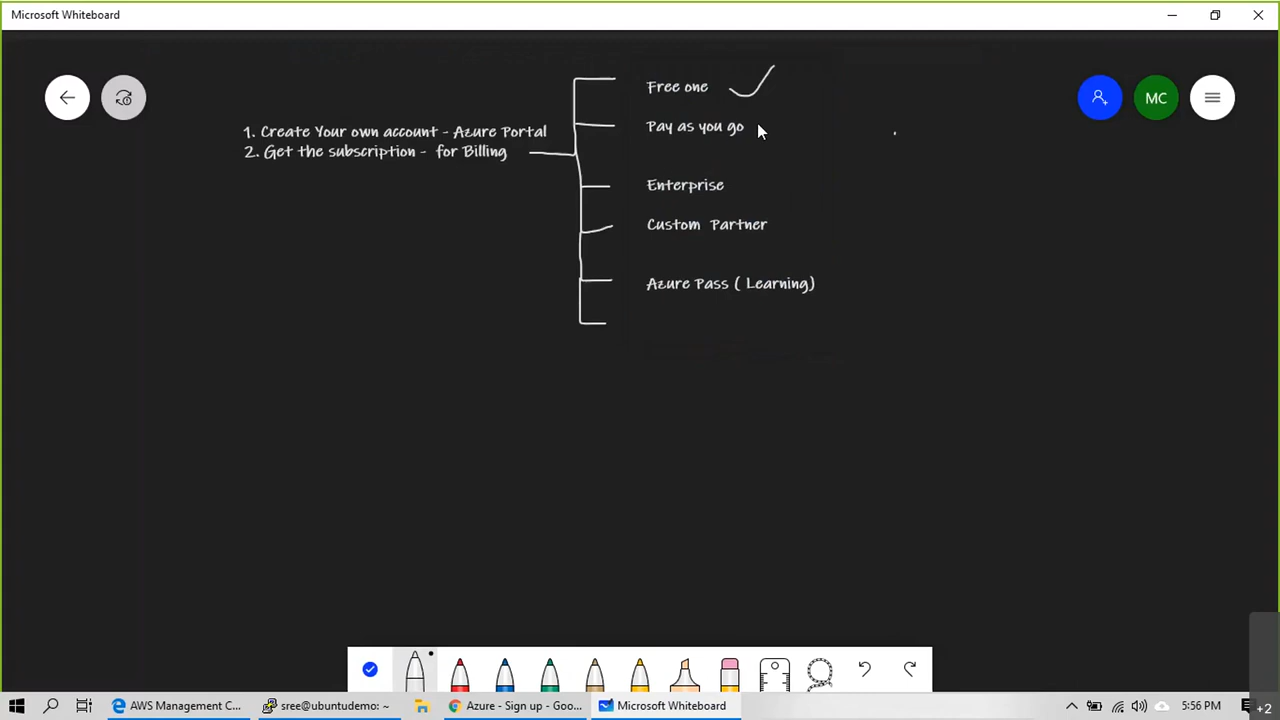 Microsoft Whiteboard
Free one
MC
1. Create Your own account - Azure Portal
Pay as you go
2. Get the subscription - for Billing
Enterprise
Custom Partner
Azure Pass ( Learning)
AWS Management C...
sree@ubuntudemo: ~
Azure - Sign up - Goo...
Microsoft Whiteboard
5:56 PM
+2